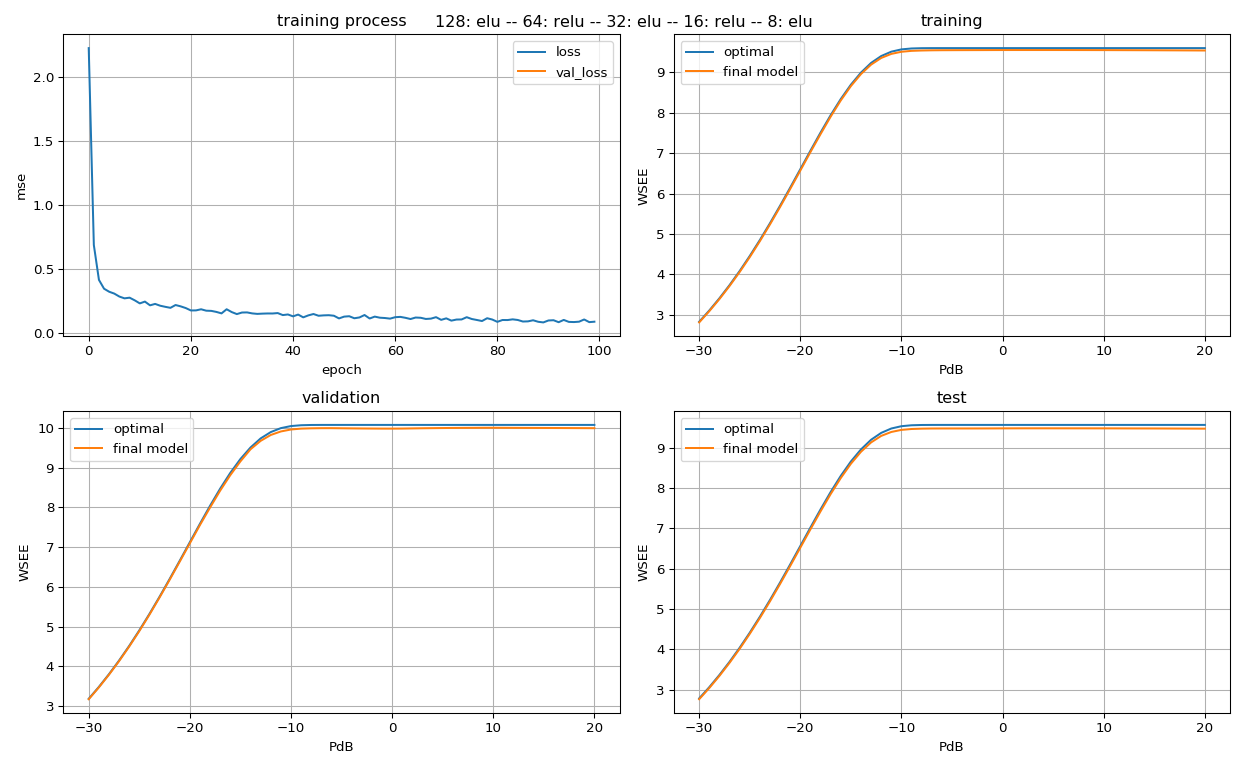 128: elu -- 64: relu -- 32: elu -- 16: relu -- 8: elu
training process
loss
val_loss
2.0
1.5
1.0
0.5
0.0
mse
0
20
40
60
80
100
epoch
training
optimal
final model
9
8
7
6
5
4
3
WSEE
−30
−20
−10
0
10
20
PdB
validation
optimal
final model
10
9
8
7
6
5
4
3
WSEE
−30
−20
−10
0
10
20
PdB
test
optimal
final model
9
8
7
6
5
4
3
WSEE
−30
−20
−10
0
10
20
PdB